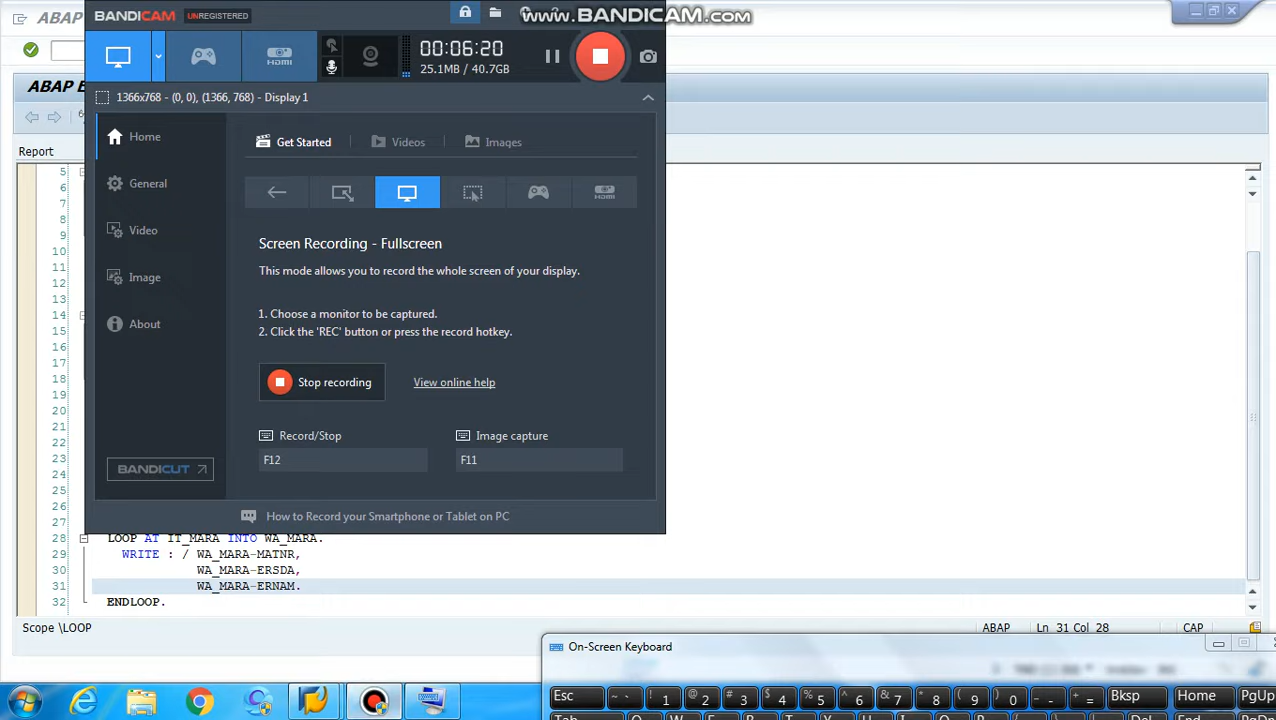 ABAP
BANDICAM UNREGISTERED
www.BANDICAM.com
HDMI
00:06:20
25.1MB / 40.7GB
ABAP E
1366x768 - (0, 0), (1366, 768) - Display 1
Report
Home
General
Video
Image
About
BANDICUT
Get Started
Videos
Images
HDMI
Screen Recording - Fullscreen
This mode allows you to record the whole screen of your display.
1. Choose a monitor to be captured.
2. Click the 'REC' button or press the record hotkey.
Stop recording
View online help
Record/Stop
Image capture
F12
F11
How to Record your Smartphone or Tablet on PC
5
6
7
8
9
10
11
12
13
14
15
16
17
18
19
20
21
22
23
24
25
26
27
28 LOOP AT IT_MARA INTO WA_MARA.
29 WRITE : / WA_MARA-MATNR,
30 WA_MARA-ERSDA,
31 WA_MARA-ERNAM.
32 ENDLOOP.
Scope \LOOP
ABAP
Ln 31 Col 28
CAP
On-Screen Keyboard
Esc ~ ` ! 1 @ 2 # 3 $ 4 % 5 ^ 6 & 7 * 8 ( 9 ) 0 _ - + = Bksp Home PgUp